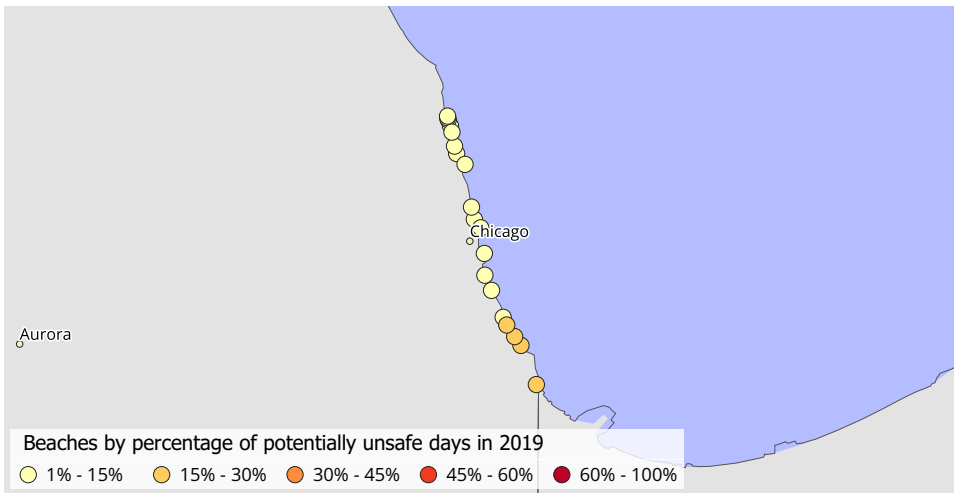 Chicago
Aurora
Beaches by percentage of potentially unsafe days in 2019
1% - 15% 15% - 30% 30% - 45% 45% - 60% 60% - 100%